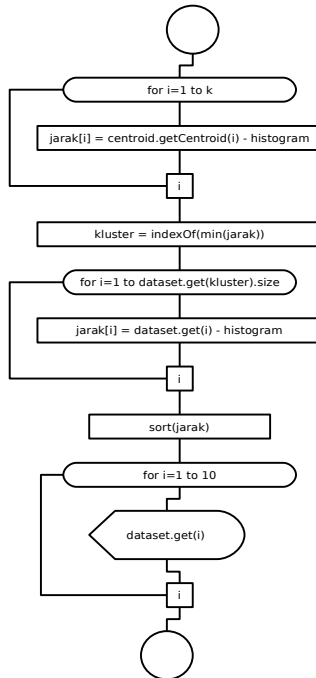 for i=1 to k
jarak[i] = centroid.getCentroid(i) - histogram
i
kluster = indexOf(min(jarak))
for i=1 to dataset.get(kluster).size
jarak[i] = dataset.get(i) - histogram
i
sort(jarak)
for i=1 to 10
dataset.get(i)
i